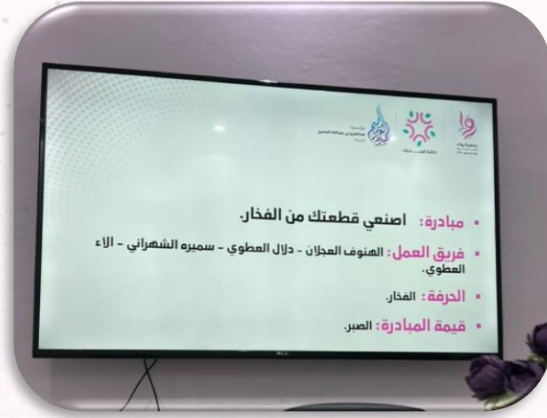 ▪ مبادرة: اصنعي قطعتك من الفخار.
▪ فريق العمل: الهنوف العجلان – دلال العطوي – سميره الشهراني – الاء
العطوي.
▪ الحرفة: الفخار.
▪ قيمة المبادرة: الصبر.